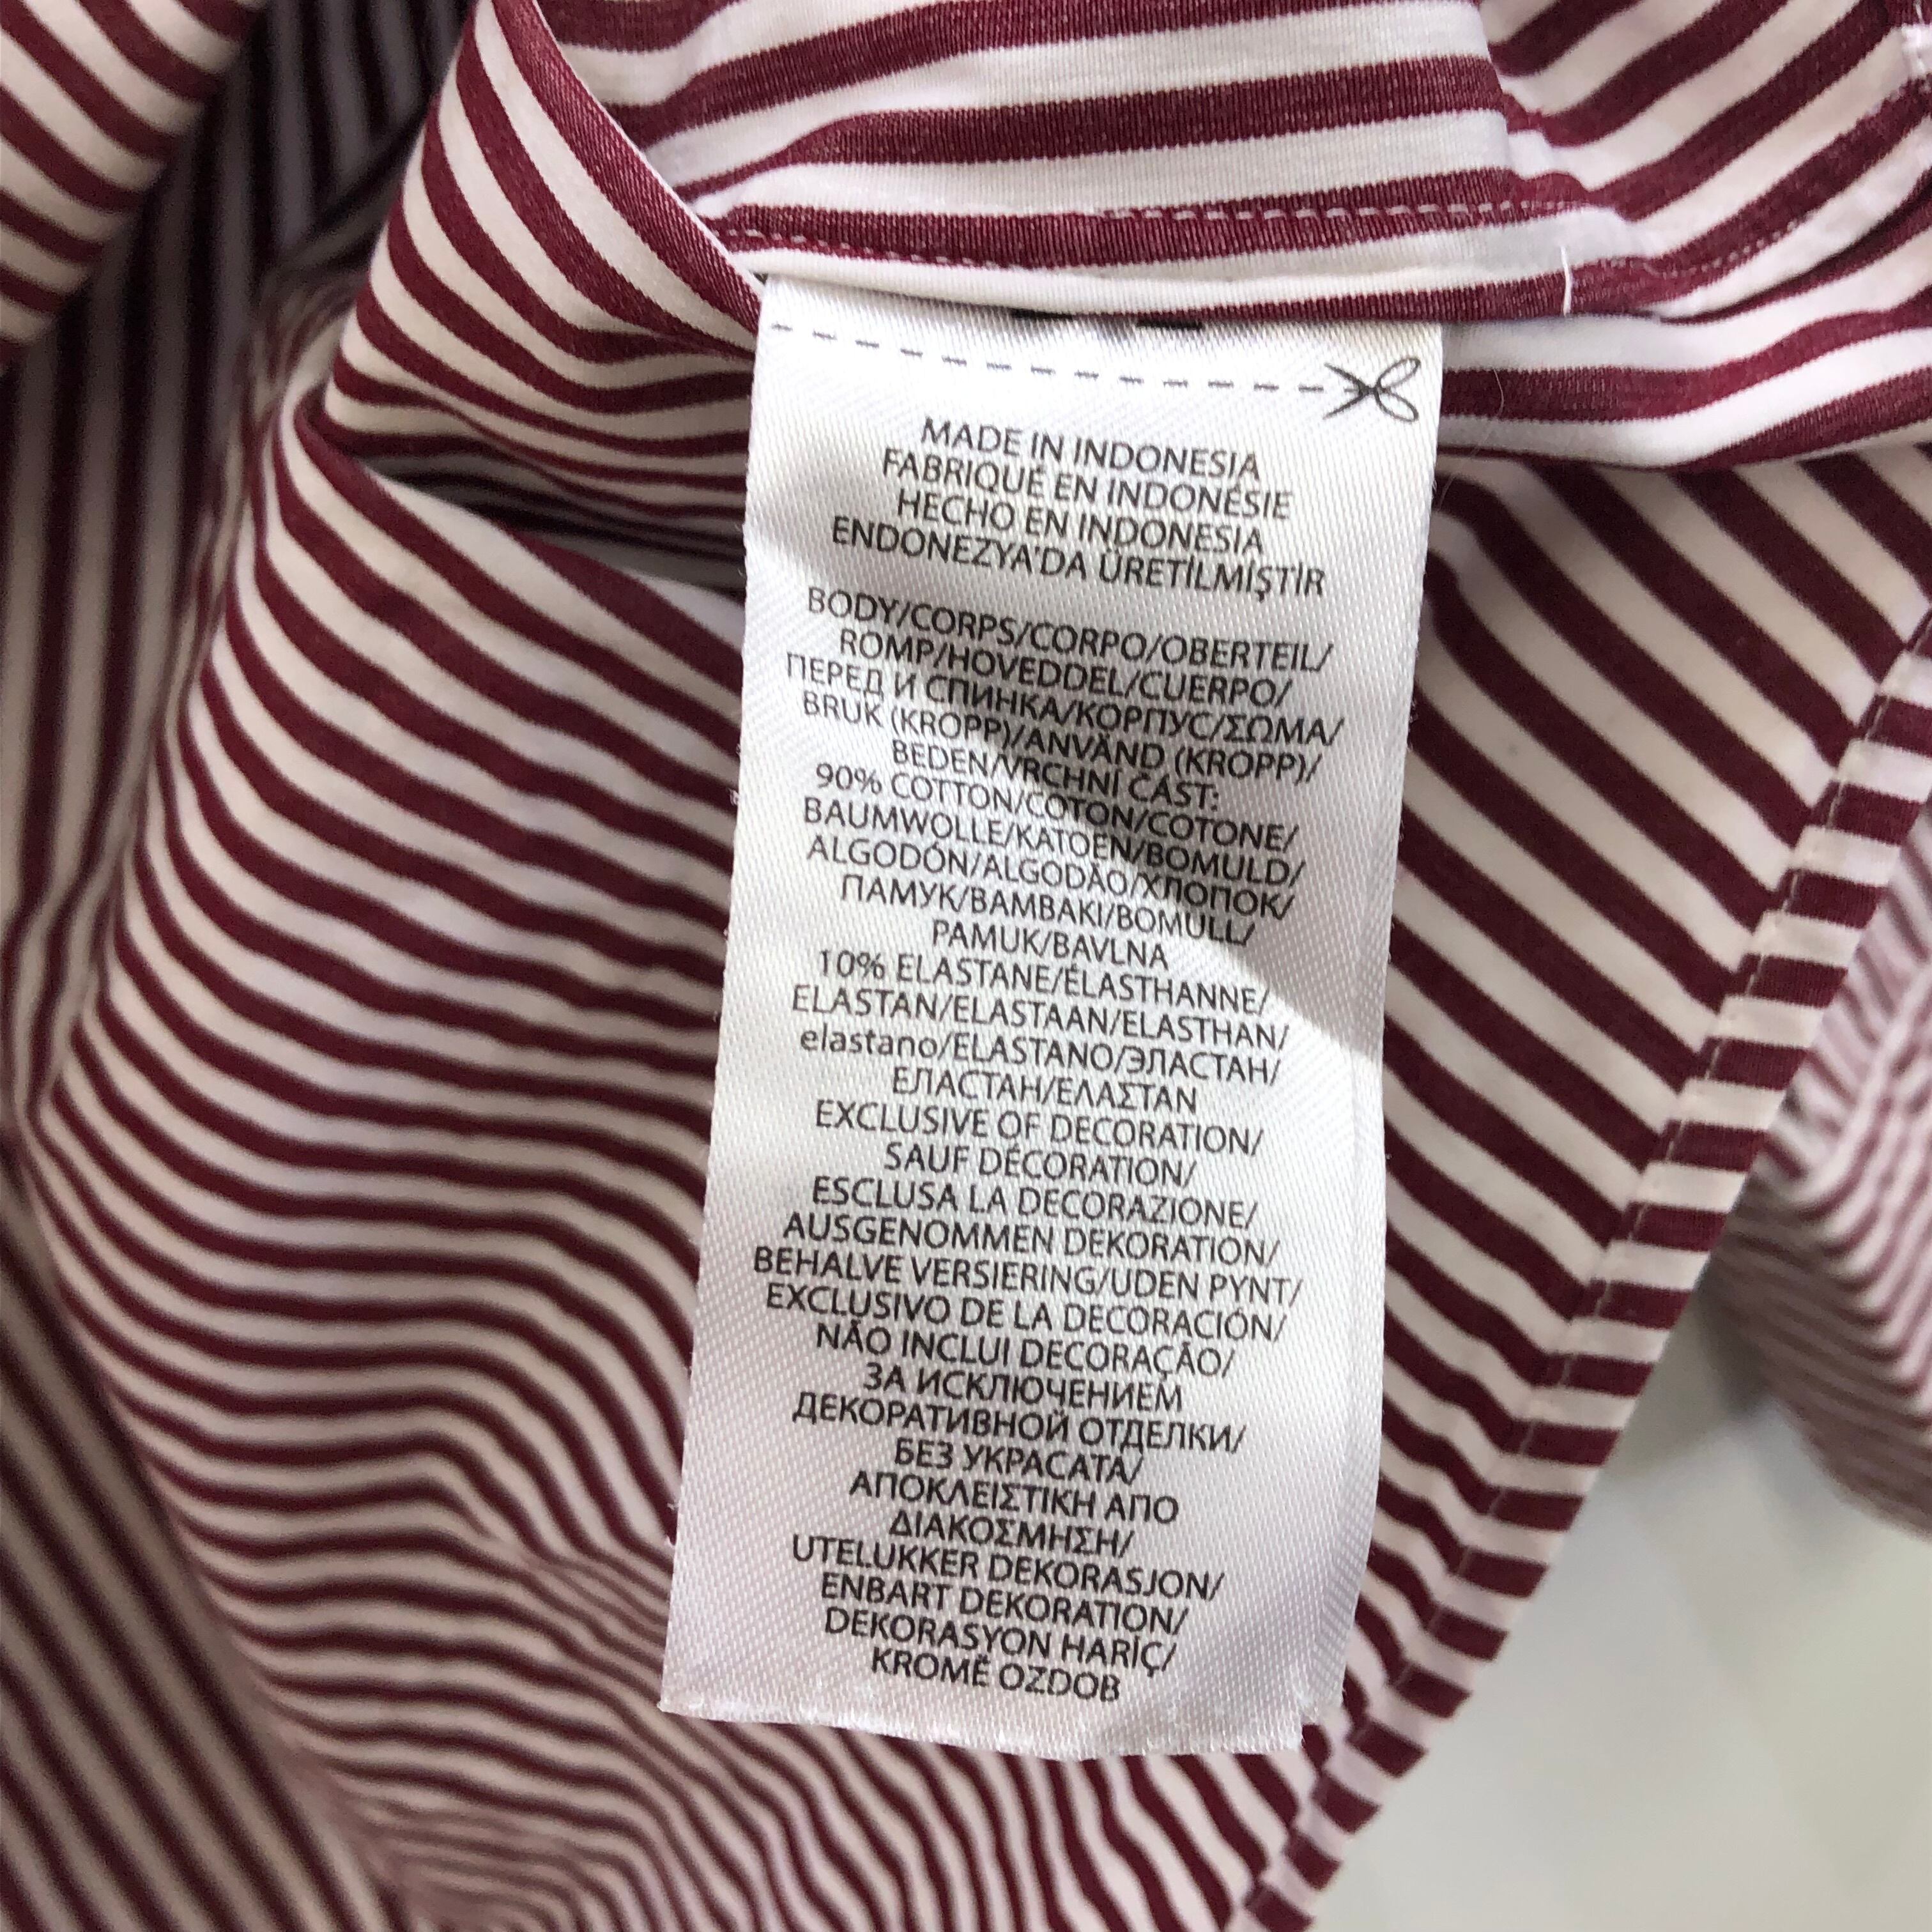 MADE IN INDONESIA
FABRIQUÉ EN INDONÉSIE
HECHO EN INDONESIA
ENDONEZYA'DA ÜRETİLMİŞTİR
BODY/CORPS/CORPO/OBERTEIL/
ROMP/HOVEDDEL/CUERPO/
ПЕРЕД И СПИНКА/КОРПУС/ΣΩΜΑ/
BRUK (KROPP)/ANVÄND (KROPP)/
BEDEN/VRCHNÍ ČÁST:
90% COTTON/COTON/COTONE/
BAUMWOLLE/KATOEN/BOMULD/
ALGODÓN/ALGODÃO/ХЛОПОК/
ПАМУК/BAMBAKI/BOMULL/
PAMUK/BAVLNA
10% ELASTANE/ÉLASTHANNE/
ELASTAN/ELASTAAN/ELASTHAN/
elastano/ELASTANO/ЭЛАСТАН/
ЕЛАСТАН/ΕΛΑΣΤΑΝ
EXCLUSIVE OF DECORATION/
SAUF DÉCORATION/
ESCLUSA LA DECORAZIONE/
AUSGENOMMEN DEKORATION/
BEHALVE VERSIERING/UDEN PYNT/
EXCLUSIVO DE LA DECORACIÓN/
NÃO INCLUI DECORAÇÃO/
ЗА ИСКЛЮЧЕНИЕМ
ДЕКОРАТИВНОЙ ОТДЕЛКИ/
БЕЗ УКРАСАТА/
ΑΠΟΚΛΕΙΣΤΙΚΗ ΑΠΟ
ΔΙΑΚΟΣΜΗΣΗ/
UTELUKKER DEKORASJON/
ENBART DEKORATION/
DEKORASYON HARİÇ/
KROMĚ OZDOB